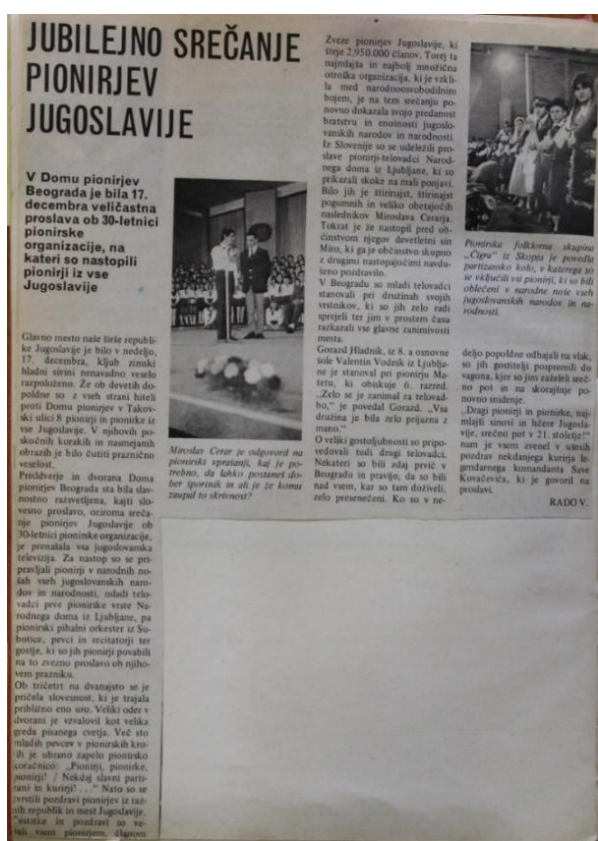 JUBILEJNO SREČANJE
PIONIRJEV
JUGOSLAVIJE
V Domu pionirjev
Beograda je bila 17.
decembra veličastna
proslava ob 30-letnici
pionirske
organizacije, na
kateri so nastopili
pionirji iz vse
Jugoslavije
Glavno mesto naše širše republi-
ke Jugoslavije je bilo v nedeljo,
17. decembra, kljub zimski
hladni sivini nenavadno veselo
razpoloženo. Že ob devetih do-
poldne so z vseh strani hiteli
proti Domu pionirjev v Takov-
ski ulici 8 pionirji in pionirke iz
vse Jugoslavije. V njihovih po-
skočnih korakih in nasmejanih
obrazih je bilo čutiti praznično
veselost.
Preddverje in dvorana Doma
pionirjev Beograda sta bila slav-
nostno razsvetljena, kajti slo-
vesno proslavo, oziroma sreča-
nje pionirjev Jugoslavije ob
30-letnici pionirske organizacije,
je prenašala vsa jugoslovanska
televizija. Za nastop so se pri-
pravljali pionirji v narodnih no-
šah vseh jugoslovanskih naro-
dov in narodnosti, mladi telo-
vadci prve pionirske vrste Na-
rodnega doma iz Ljubljane, pa
pionirski pihalni orkester iz Su-
botice, pevci in recitatorji ter
gostje, ki so jih pionirji povabili
na to zvezno proslavo ob njiho-
vem prazniku.
Ob tričetrt na dvanajsto se je
pričela slovesnost, ki je trajala
približno eno uro. Veliki oder v
dvorani je vzvalovil kot velika
greda pisanega cvetja. Več sto
mladih pevcev v pionirskih kro-
jih je ubrano zapelo pionirsko
koračnico: „Pionirji, pionirke,
pionirji! / Nekdaj slavni parti-
zani in kurirji! . . ." Nato so se
zvrstili pozdravi pionirjev iz raz-
nih republik in mest Jugoslavije.
Čestitke in pozdravi so ve-
ljali vsem pionirjem, članom
Miroslav Cerar je odgovoril na
pionirski vprašanji, kaj je po-
trebno, da lahko postaneš do-
ber športnik in ali je že komu
zaupal to skrivnost?
Zveze pionirjev Jugoslavije, ki
šteje 2,950.000 članov. Torej ta
najmlajša in najbolj množična
otroška organizacija, ki je vzkli-
la med narodnoosvobodilnim
bojem, je na tem srečanju po-
novno dokazala svojo predanost
bratstvu in enotnosti jugoslo-
vanskih narodov in narodnosti.
Iz Slovenije so se udeležili pro-
slave pionirji-telovadci Narod-
nega doma iz Ljubljane, ki so
prikazali skoke na mali ponjavi.
Bilo jih je štirinajst, štirinajst
pogumnih in veliko obetajočih
naslednikov Miroslava Cerarja.
Tokrat je že nastopil pred ob-
činstvom njegov devetletni sin
Miro, ki ga je občinstvo skupno
z drugimi nastopajočimi navdu-
šeno pozdravilo.
V Beogradu so mladi telovadci
stanovali pri družinah svojih
vrstnikov, ki so jih zelo radi
sprejeli ter jim v prostem času
razkazali vse glavne zanimivosti
mesta.
Gorazd Hladnik, iz 8. a osnovne
šole Valentin Vodnik iz Ljublja-
ne je stanoval pri pionirju Ma-
tetu, ki obiskuje 6. razred.
„Zelo se je zanimal za telovad-
bo," je povedal Gorazd. „Vsa
družina je bila zelo prijazna z
mano."
O veliki gostoljubnosti so pripo-
vedovali tudi drugi telovadci.
Nekateri so bili zdaj prvič v
Beogradu in pravijo, da so bili
nad vsem, kar so tam doživeli,
zelo presenečeni. Ko so v ne-
Pionirska folklorna skupina
„Cigra" iz Skopja je povedla
partizansko kolo, v katerega so
se vključili vsi pionirji, ki so bili
oblečeni v narodne noše vseh
jugoslovanskih narodov in na-
rodnosti.
deljo popoldne odhajali na vlak,
so jih gostitelji pospremili do
vagona, kjer so jim zaželeli sreč-
no pot in na skorajšnje po-
novno snidenje.
„Dragi pionirji in pionirke, naj-
mlajši sinovi in hčere Jugosla-
vije, srečno pot v 21. stoletje!"
nam je vsem zvenel v ušesih
pozdrav nekdanjega kurirja le-
gendarnega komandanta Save
Kovačeviča, ki je govoril na
proslavi.
RADO V.